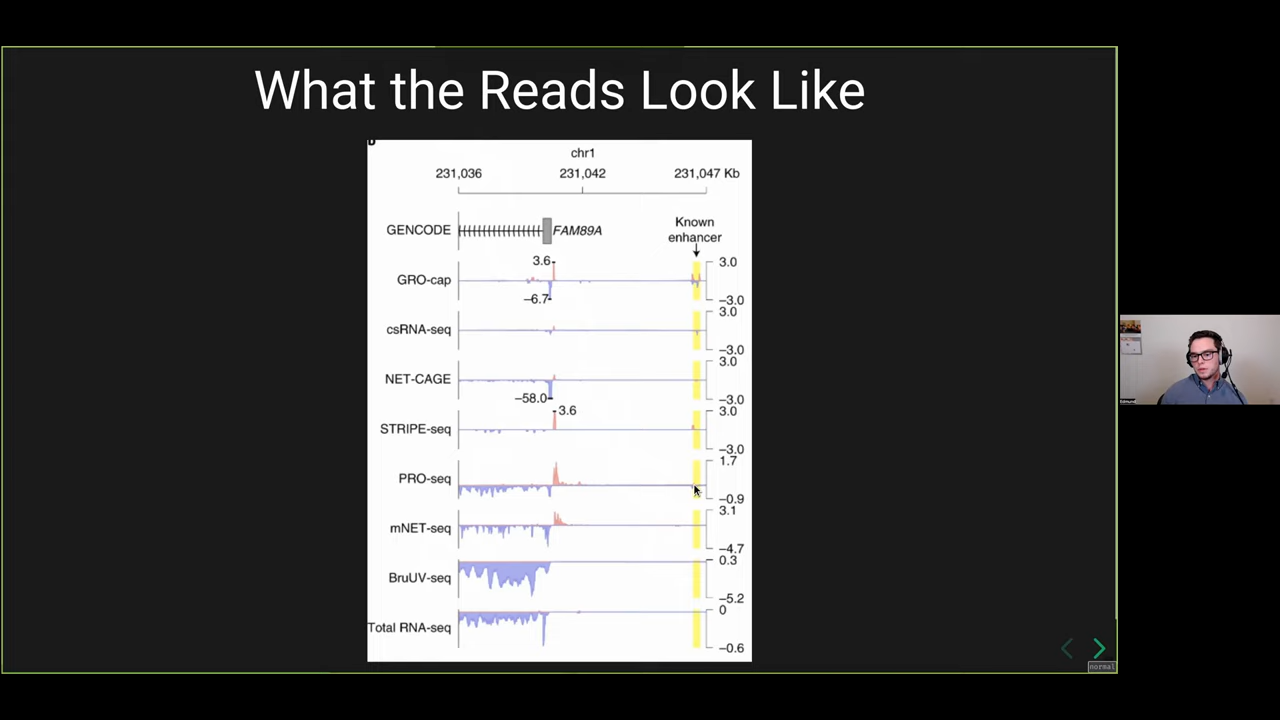 What the Reads Look Like
chr1
231,036 231,042 231,047 Kb
GENCODE FAM89A Known
enhancer
GRO-cap 3.6 −6.7 3.0 −3.0
csRNA-seq 3.0 −3.0
NET-CAGE −58.0 3.0 −3.0
STRIPE-seq 3.6 3.0 −3.0
PRO-seq 1.7 −0.9
mNET-seq 3.1 −4.7
BruUV-seq 0.3 −5.2
Total RNA-seq 0 −0.6
normal
Edmund